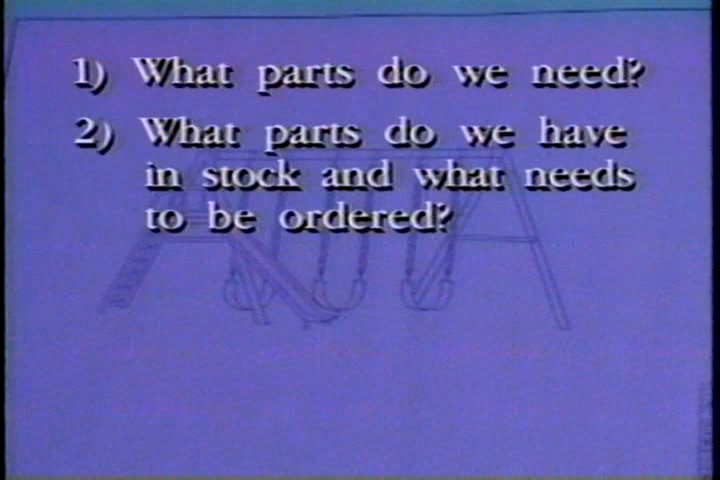 1) What parts do we need?
2) What parts do we have
in stock and what needs
to be ordered?